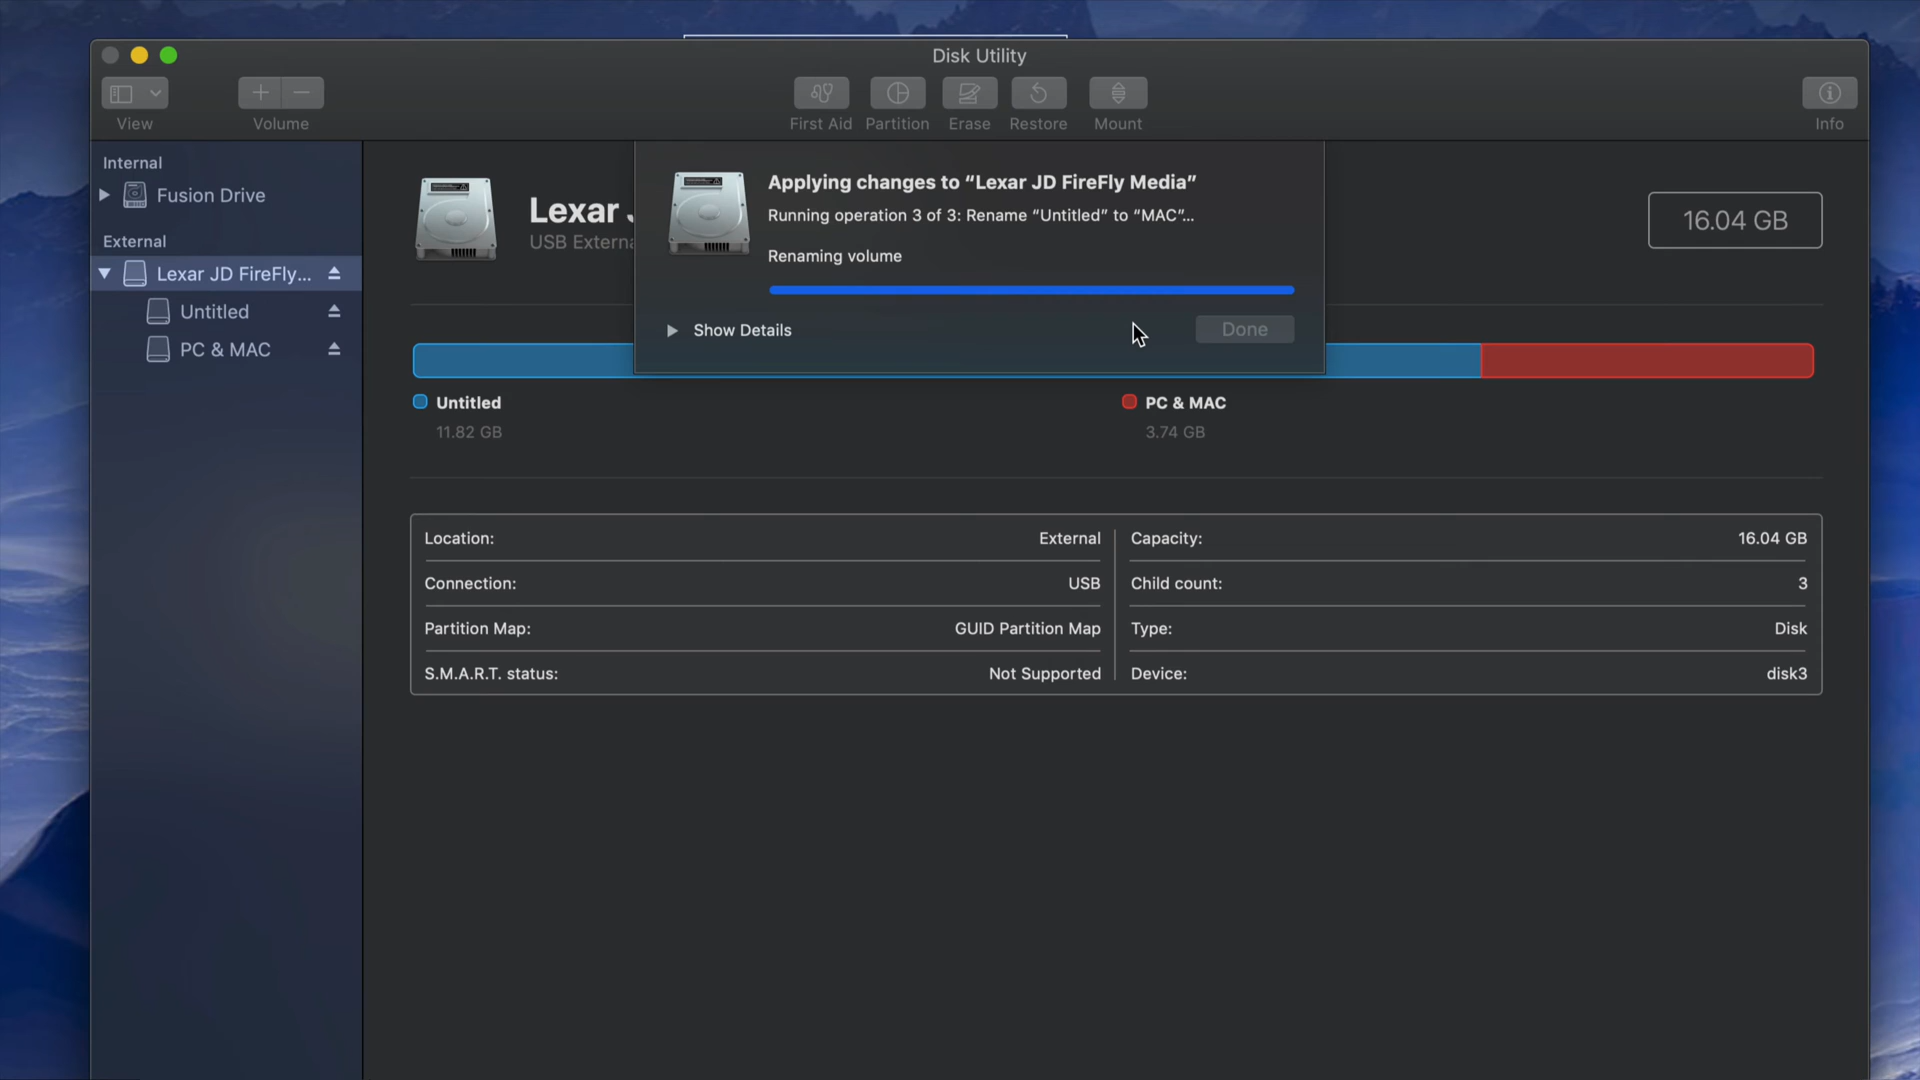 Disk Utility
View
Volume
First Aid
Partition
Erase
Restore
Mount
Info
Internal
Fusion Drive
External
Lexar JD FireFly...
Untitled
PC & MAC
Lexar
USB Externa
16.04 GB
Applying changes to “Lexar JD FireFly Media”
Running operation 3 of 3: Rename “Untitled” to “MAC”...
Renaming volume
Show Details
Done
Untitled
11.82 GB
PC & MAC
3.74 GB
Location: External
Connection: USB
Partition Map: GUID Partition Map
S.M.A.R.T. status: Not Supported
Capacity: 16.04 GB
Child count: 3
Type: Disk
Device: disk3